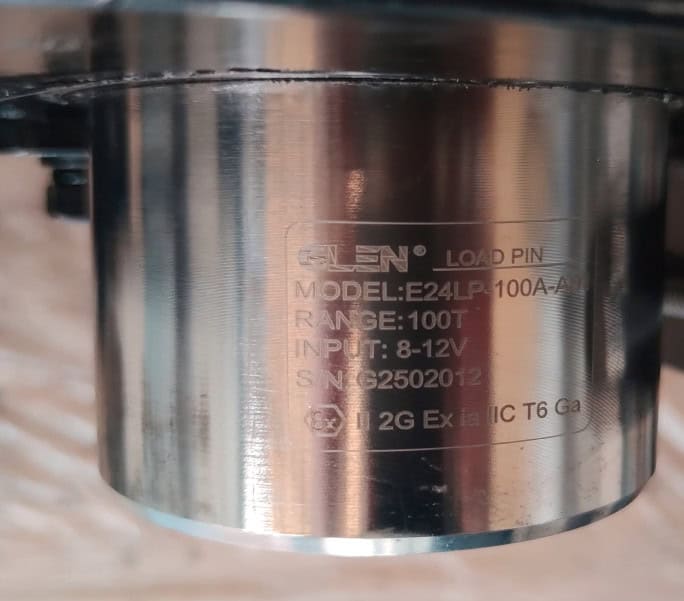 GLEN® LOAD PIN
MODEL:E24LP-100A-A
RANGE:100T
INPUT: 8-12V
S/N:G2502012
Ex II 2G Ex ia IIC T6 Ga